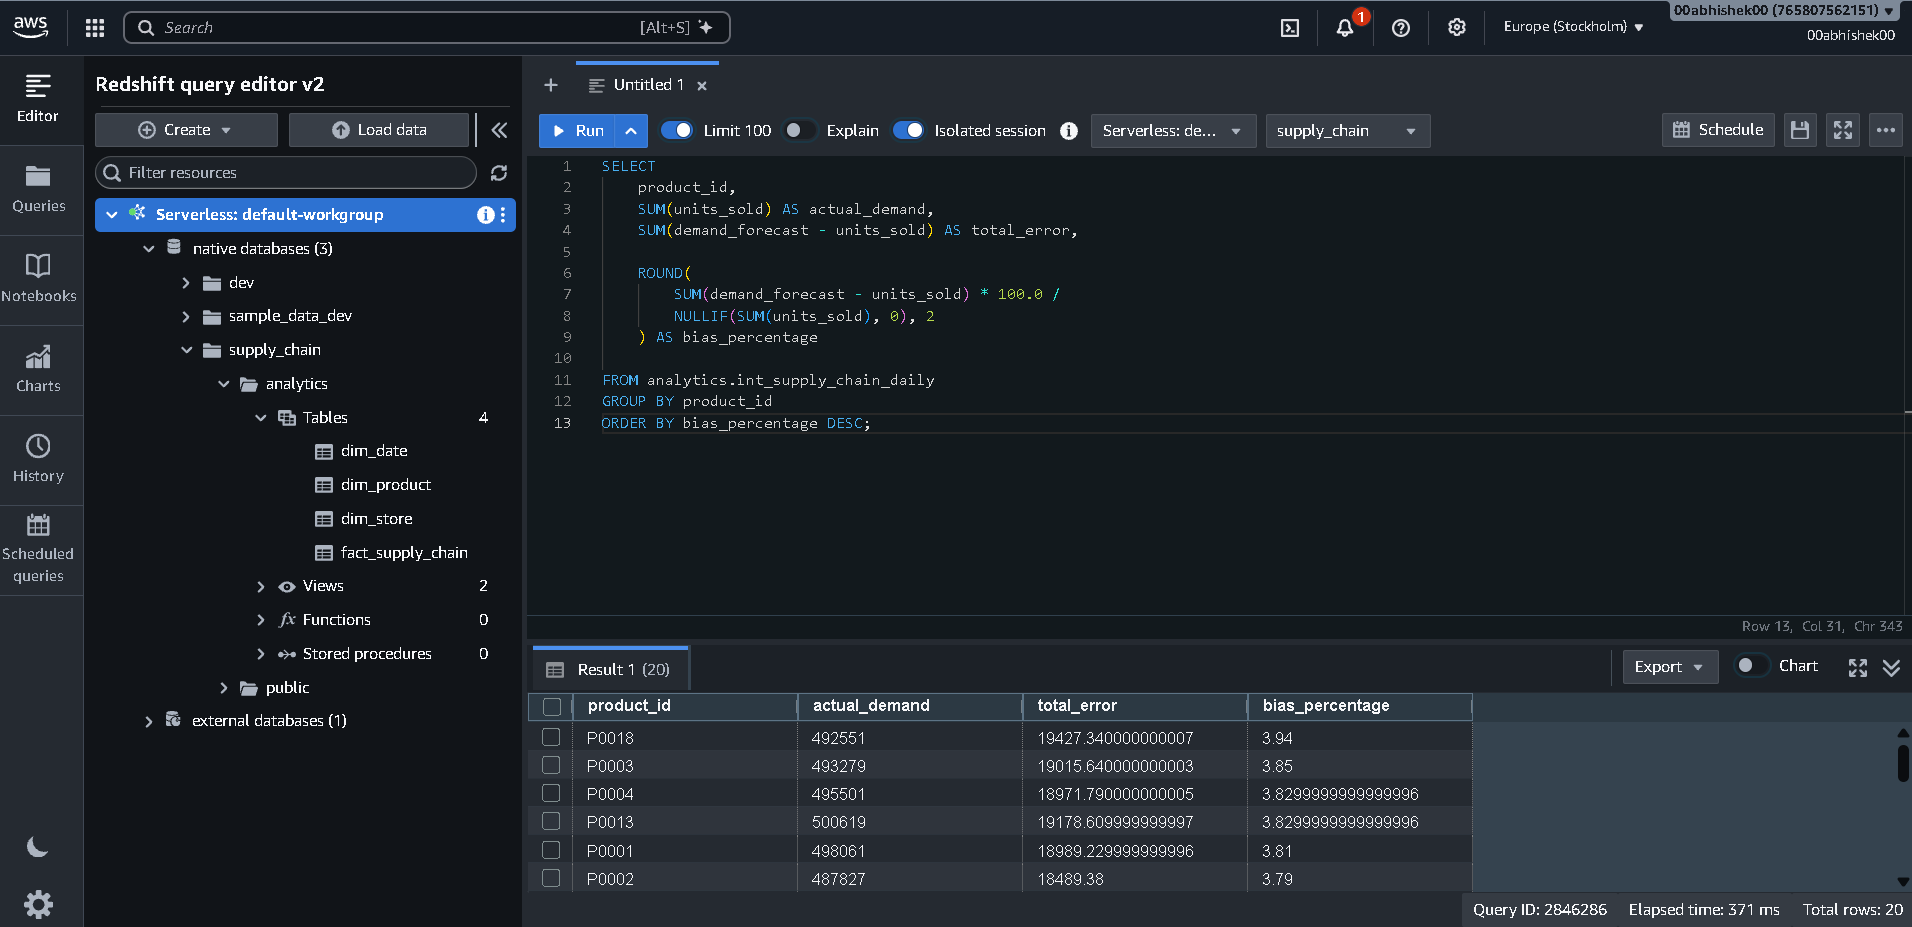 aws
Search
[Alt+S]
1
Europe (Stockholm)
00abhishek00 (765807562151)
00abhishek00
Editor
Queries
Notebooks
Charts
History
Scheduled
queries
Redshift query editor v2
Create
Load data
Filter resources
Serverless: default-workgroup
native databases (3)
dev
sample_data_dev
supply_chain
analytics
Tables 4
dim_date
dim_product
dim_store
fact_supply_chain
Views 2
fx Functions 0
Stored procedures 0
public
external databases (1)
Untitled 1
Run
Limit 100
Explain
Isolated session
Serverless: de...
supply_chain
Schedule
1 SELECT
2 product_id,
3 SUM(units_sold) AS actual_demand,
4 SUM(demand_forecast - units_sold) AS total_error,
5
6 ROUND(
7 SUM(demand_forecast - units_sold) * 100.0 /
8 NULLIF(SUM(units_sold), 0), 2
9 ) AS bias_percentage
10
11 FROM analytics.int_supply_chain_daily
12 GROUP BY product_id
13 ORDER BY bias_percentage DESC;
Row 13, Col 31, Chr 343
Result 1 (20)
Export
Chart
product_id actual_demand total_error bias_percentage
P0018 492551 19427.340000000007 3.94
P0003 493279 19015.640000000003 3.85
P0004 495501 18971.790000000005 3.8299999999999996
P0013 500619 19178.609999999997 3.8299999999999996
P0001 498061 18989.229999999996 3.81
P0002 487827 18489.38 3.79
Query ID: 2846286 Elapsed time: 371 ms Total rows: 20